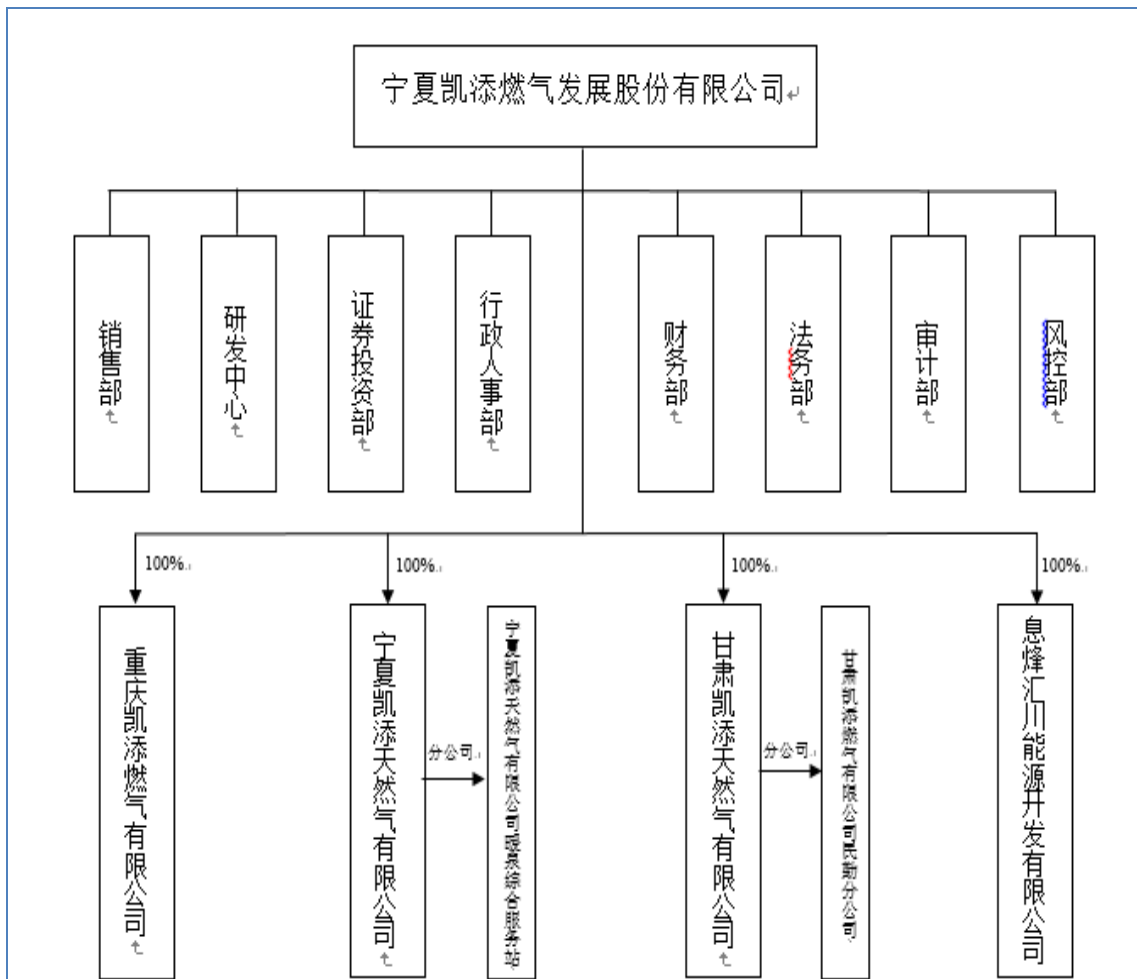 宁夏凯添燃气发展股份有限公司
销售部
研发中心
证券投资部
行政人事部
财务部
法务部
审计部
风控部
100%
100%
100%
100%
重庆凯添燃气有限公司
宁夏凯添天然气有限公司
分公司
宁夏凯添天然气有限公司暖泉综合服务站
甘肃凯添天然气有限公司
分公司
甘肃凯添燃气有限公司民勤分公司
息烽汇川能源开发有限公司